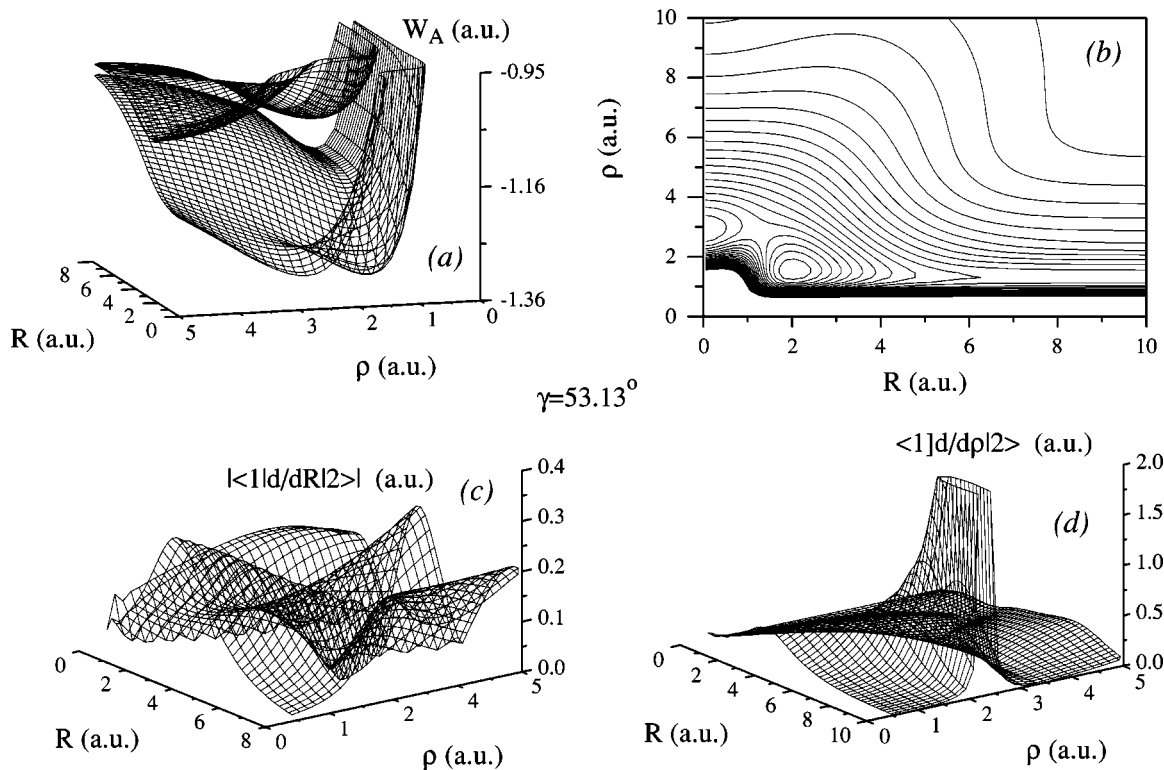 W_A (a.u.)
-0.95
-1.16
-1.36
(a)
8 6 4 2 0
R (a.u.)
5 4 3 2 1 0
ρ (a.u.)
10
8
6
4
2
0
ρ (a.u.)
(b)
0 2 4 6 8 10
R (a.u.)
γ=53.13°
|<1|d/dR|2>| (a.u.)
(c)
0.4
0.3
0.2
0.1
0.0
0 2 4 6 8
R (a.u.)
0 1 2 4 5
ρ (a.u.)
<1]d/dρ|2> (a.u.)
(d)
2.0
1.5
1.0
0.5
0.0
0 2 4 6 8 10
R (a.u.)
0 1 2 3 4 5
ρ (a.u.)